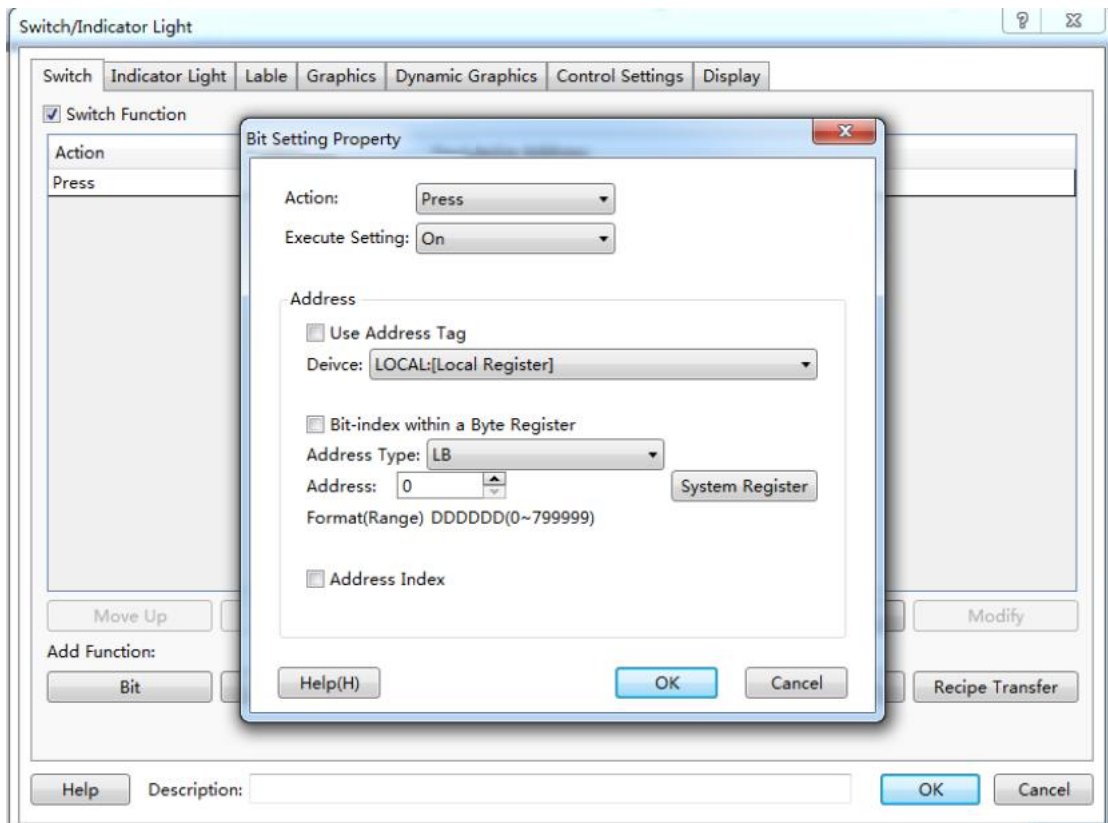 Switch/Indicator Light
Switch Indicator Light Lable Graphics Dynamic Graphics Control Settings Display
Switch Function
Action
Press
Bit Setting Property
Action: Press
Execute Setting: On
Address
Use Address Tag
Deivce: LOCAL:[Local Register]
Bit-index within a Byte Register
Address Type: LB
Address: 0 System Register
Format(Range) DDDDDD(0~799999)
Address Index
Help(H) OK Cancel
Move Up Modify
Add Function:
Bit Recipe Transfer
Help Description: OK Cancel